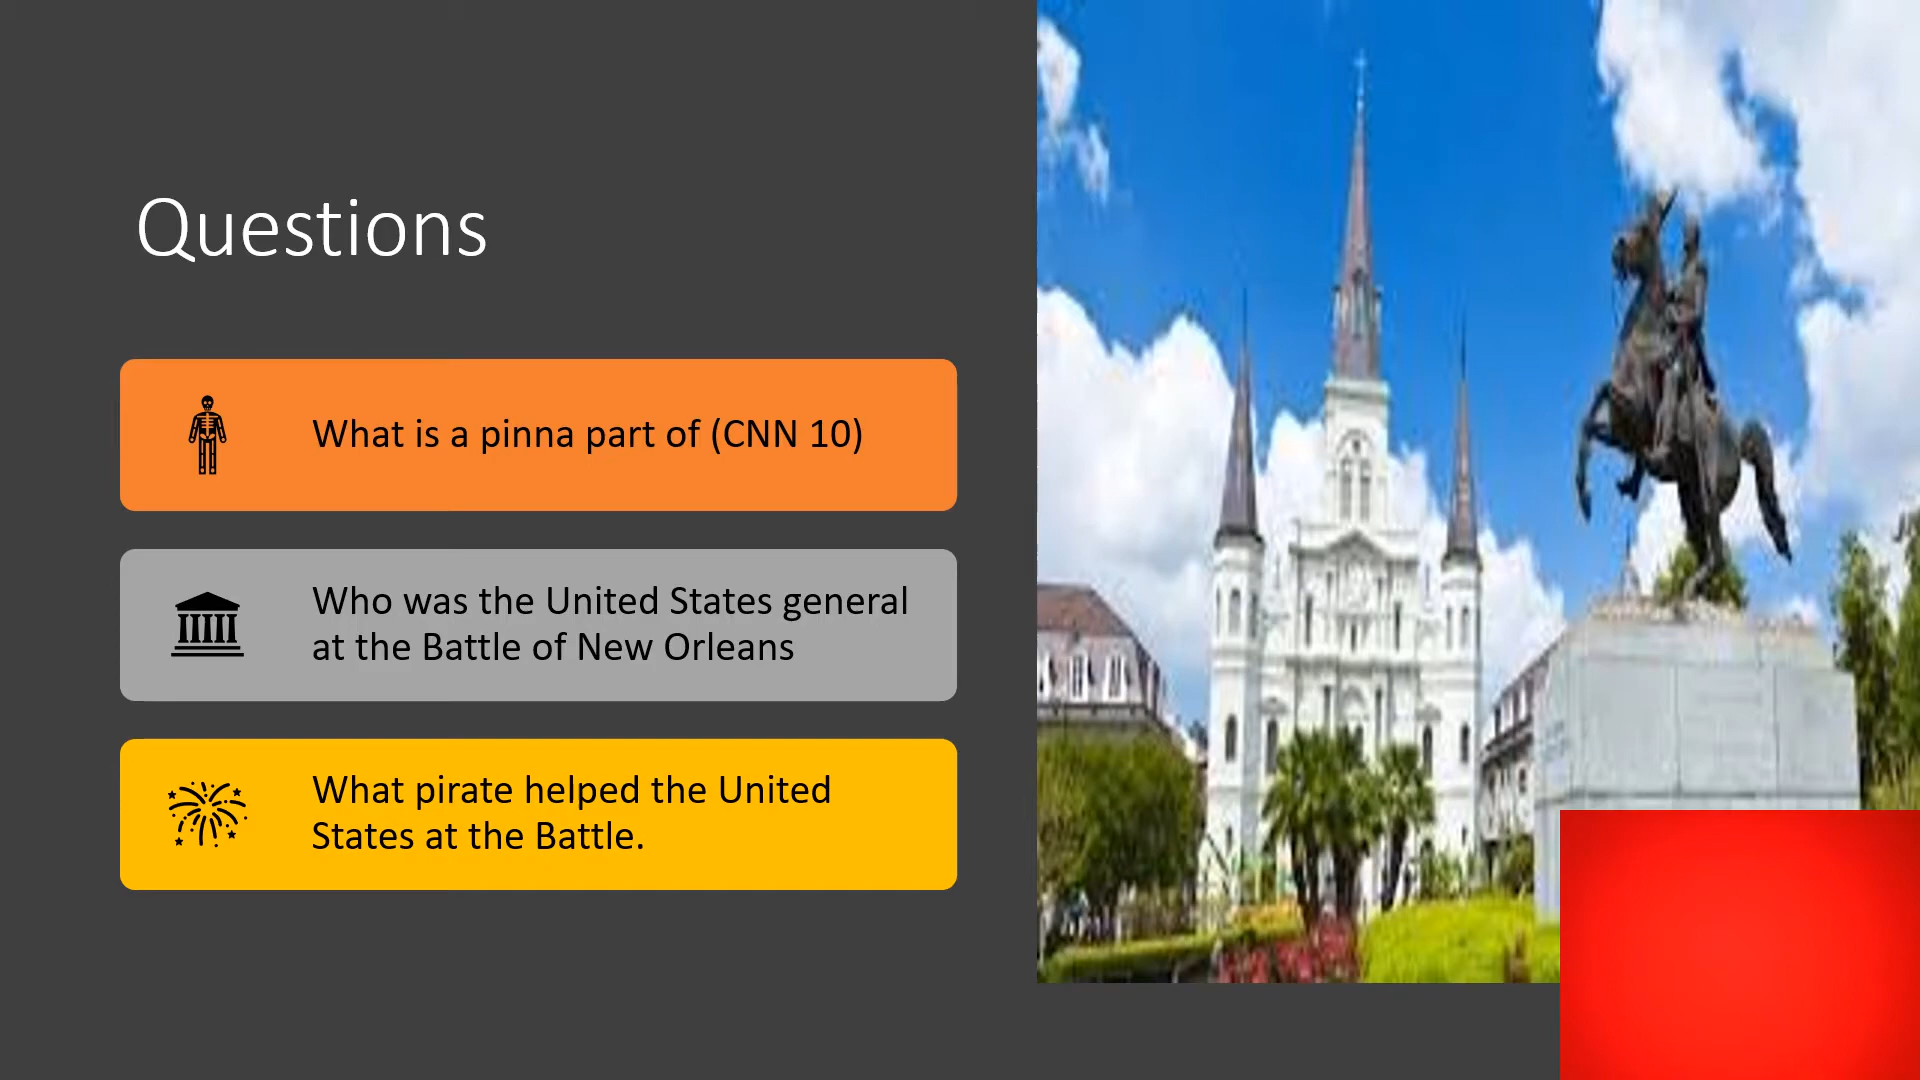 Questions
What is a pinna part of (CNN 10)
Who was the United States general
at the Battle of New Orleans
What pirate helped the United
States at the Battle.